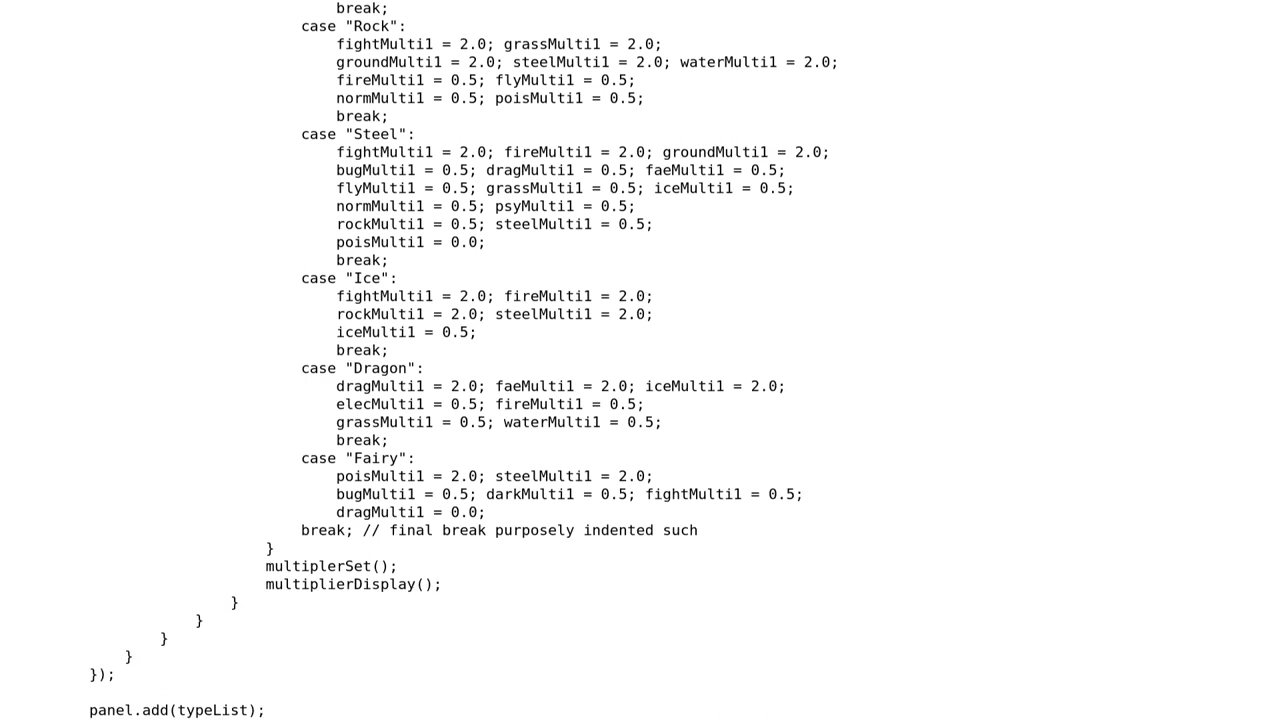 break;
case "Rock":
fightMulti1 = 2.0; grassMulti1 = 2.0;
groundMulti1 = 2.0; steelMulti1 = 2.0; waterMulti1 = 2.0;
fireMulti1 = 0.5; flyMulti1 = 0.5;
normMulti1 = 0.5; poisMulti1 = 0.5;
break;
case "Steel":
fightMulti1 = 2.0; fireMulti1 = 2.0; groundMulti1 = 2.0;
bugMulti1 = 0.5; dragMulti1 = 0.5; faeMulti1 = 0.5;
flyMulti1 = 0.5; grassMulti1 = 0.5; iceMulti1 = 0.5;
normMulti1 = 0.5; psyMulti1 = 0.5;
rockMulti1 = 0.5; steelMulti1 = 0.5;
poisMulti1 = 0.0;
break;
case "Ice":
fightMulti1 = 2.0; fireMulti1 = 2.0;
rockMulti1 = 2.0; steelMulti1 = 2.0;
iceMulti1 = 0.5;
break;
case "Dragon":
dragMulti1 = 2.0; faeMulti1 = 2.0; iceMulti1 = 2.0;
elecMulti1 = 0.5; fireMulti1 = 0.5;
grassMulti1 = 0.5; waterMulti1 = 0.5;
break;
case "Fairy":
poisMulti1 = 2.0; steelMulti1 = 2.0;
bugMulti1 = 0.5; darkMulti1 = 0.5; fightMulti1 = 0.5;
dragMulti1 = 0.0;
break; // final break purposely indented such
}
multiplerSet();
multiplierDisplay();
}
}
}
}
});
panel.add(typeList);